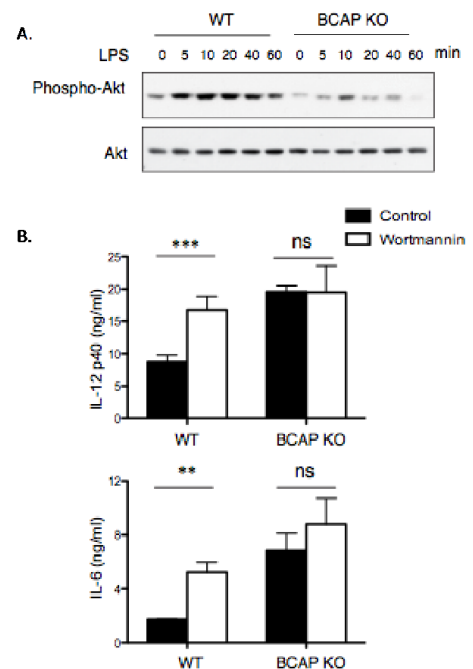 A.
WT BCAP KO
LPS 0 5 10 20 40 60 0 5 10 20 40 60 min
Phospho-Akt
Akt
Control
Wortmannin
B.
*** ns
25
20
15
10
5
0
IL-12 p40 (ng/ml)
WT BCAP KO
** ns
12
8
4
0
IL-6 (ng/ml)
WT BCAP KO